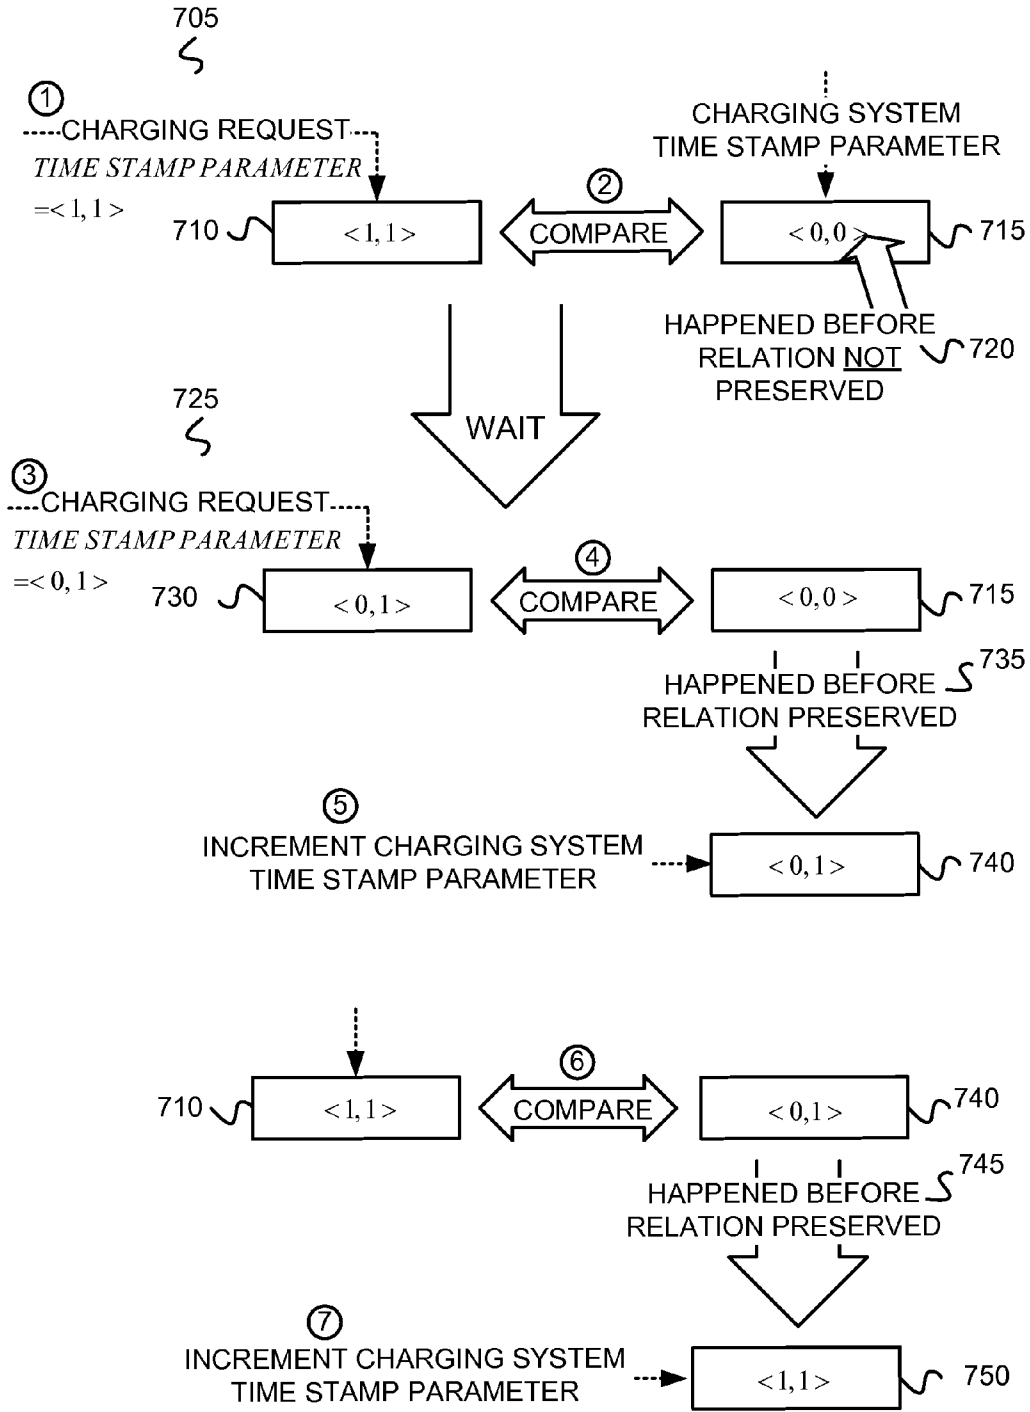 705
①
CHARGING REQUEST
TIME STAMP PARAMETER
=< 1, 1 >
CHARGING SYSTEM
TIME STAMP PARAMETER
710
< 1, 1 >
②
COMPARE
< 0, 0 >
715
HAPPENED BEFORE
RELATION NOT
PRESERVED
720
WAIT
725
③
CHARGING REQUEST
TIME STAMP PARAMETER
=< 0, 1 >
730
< 0, 1 >
④
COMPARE
< 0, 0 >
715
HAPPENED BEFORE
RELATION PRESERVED
735
⑤
INCREMENT CHARGING SYSTEM
TIME STAMP PARAMETER
< 0, 1 >
740
710
< 1, 1 >
⑥
COMPARE
< 0, 1 >
740
HAPPENED BEFORE
RELATION PRESERVED
745
⑦
INCREMENT CHARGING SYSTEM
TIME STAMP PARAMETER
< 1, 1 >
750